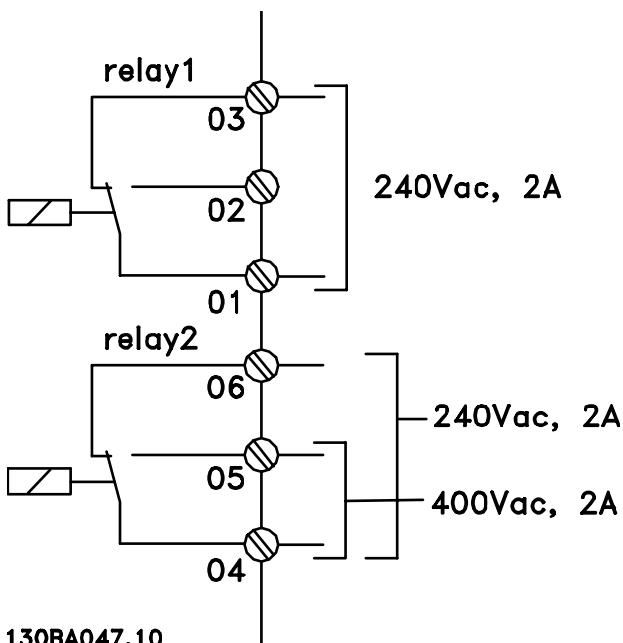 relay1
03
02
240Vac, 2A
01
relay2
06
240Vac, 2A
05
400Vac, 2A
04
130BA047.10